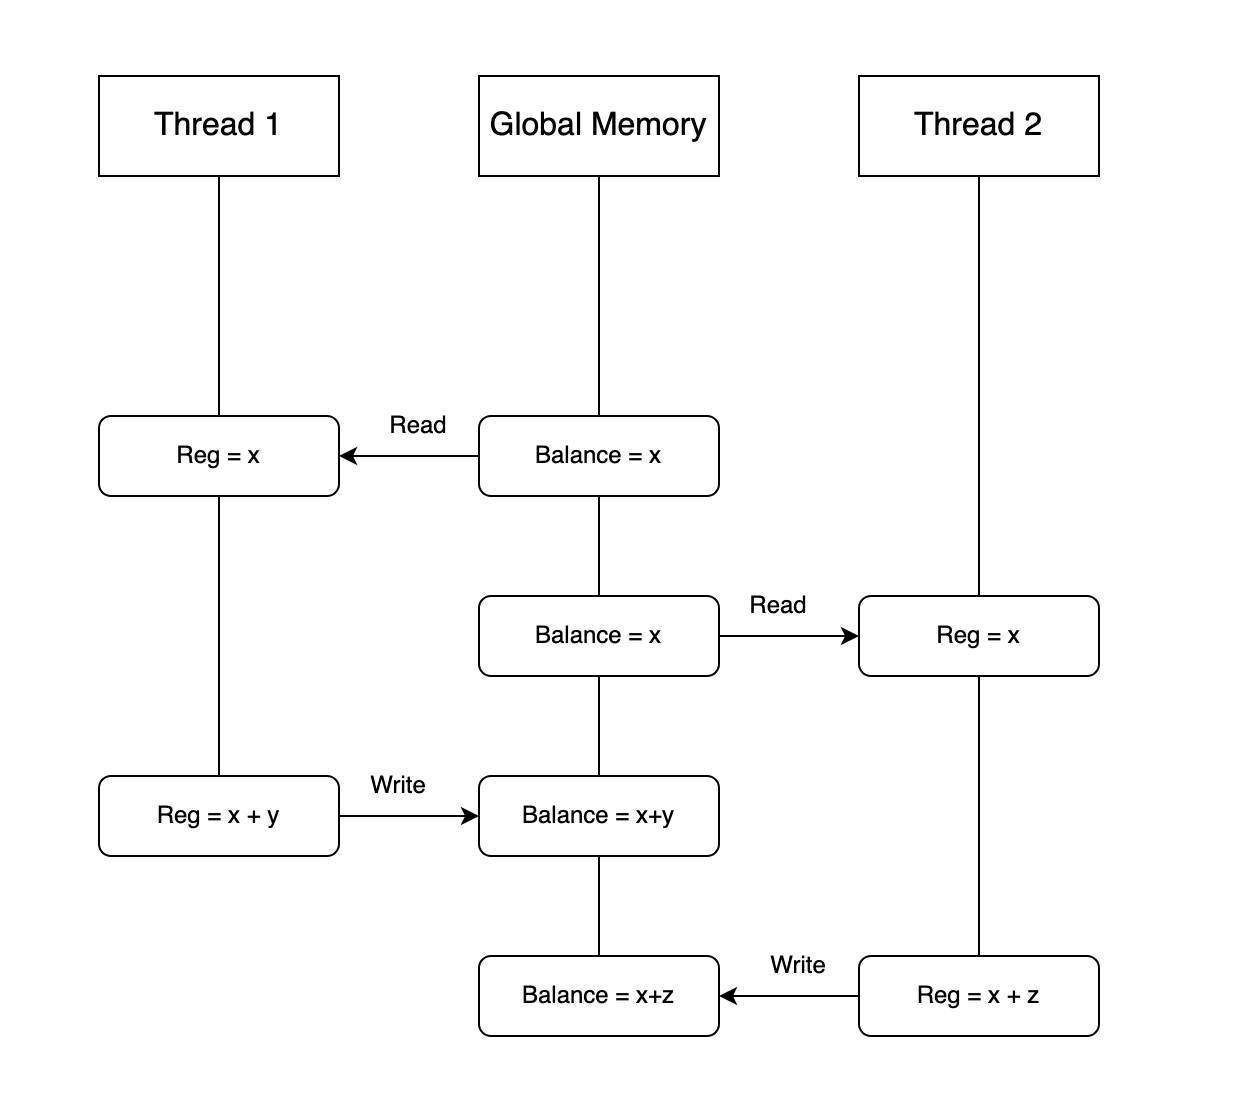 Thread 1
Global Memory
Thread 2
Read
Reg = x
Balance = x
Read
Balance = x
Reg = x
Write
Reg = x + y
Balance = x+y
Write
Balance = x+z
Reg = x + z